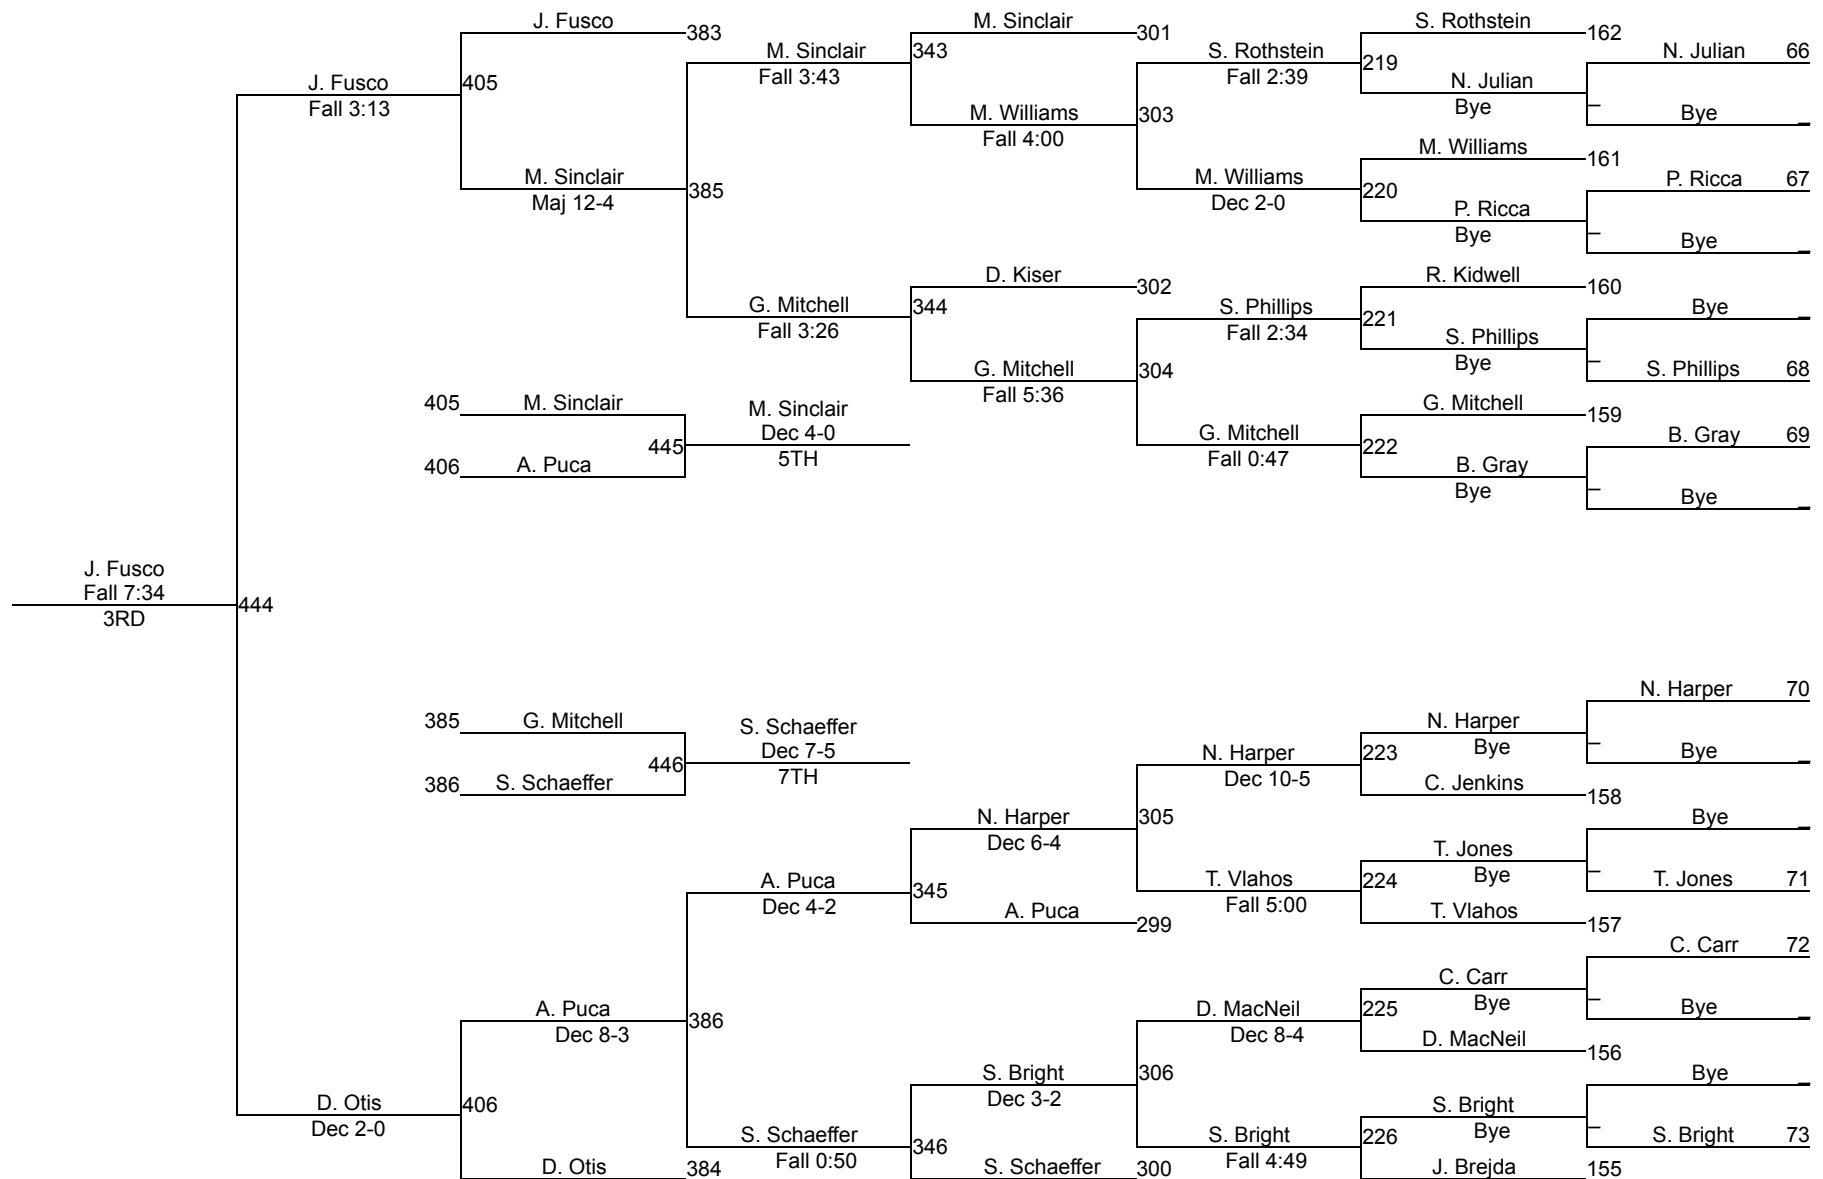 J. Fusco
383
M. Sinclair
301
S. Rothstein
162
M. Sinclair
343
Fall 3:43
S. Rothstein
219
Fall 2:39
N. Julian 66
J. Fusco
405
Fall 3:13
N. Julian
Bye
Bye _
_
M. Williams
303
Fall 4:00
M. Williams
161
M. Sinclair
385
Maj 12-4
M. Williams
220
Dec 2-0
P. Ricca 67
P. Ricca
Bye
Bye _
_
D. Kiser
302
R. Kidwell
160
G. Mitchell
344
Fall 3:26
S. Phillips
221
Fall 2:34
Bye _
S. Phillips
Bye
S. Phillips 68
_
G. Mitchell
304
Fall 5:36
405 M. Sinclair
M. Sinclair
Dec 4-0
445
5TH
406 A. Puca
G. Mitchell
159
G. Mitchell
222
Fall 0:47
B. Gray 69
B. Gray
Bye
Bye _
_
J. Fusco
Fall 7:34
444
3RD
N. Harper 70
385 G. Mitchell
S. Schaeffer
Dec 7-5
446
7TH
386 S. Schaeffer
N. Harper
Bye
Bye _
_
N. Harper
223
Dec 10-5
C. Jenkins
158
N. Harper
305
Dec 6-4
Bye _
T. Jones
Bye
T. Jones 71
_
A. Puca
345
Dec 4-2
T. Vlahos
224
Fall 5:00
A. Puca
299
T. Vlahos
157
C. Carr 72
C. Carr
Bye
Bye _
_
A. Puca
386
Dec 8-3
D. MacNeil
225
Dec 8-4
D. MacNeil
156
S. Bright
306
Dec 3-2
Bye _
D. Otis
406
Dec 2-0
S. Bright
Bye
S. Bright 73
_
S. Schaeffer
346
Fall 0:50
S. Bright
226
Fall 4:49
D. Otis
384
S. Schaeffer
300
J. Brejda
155